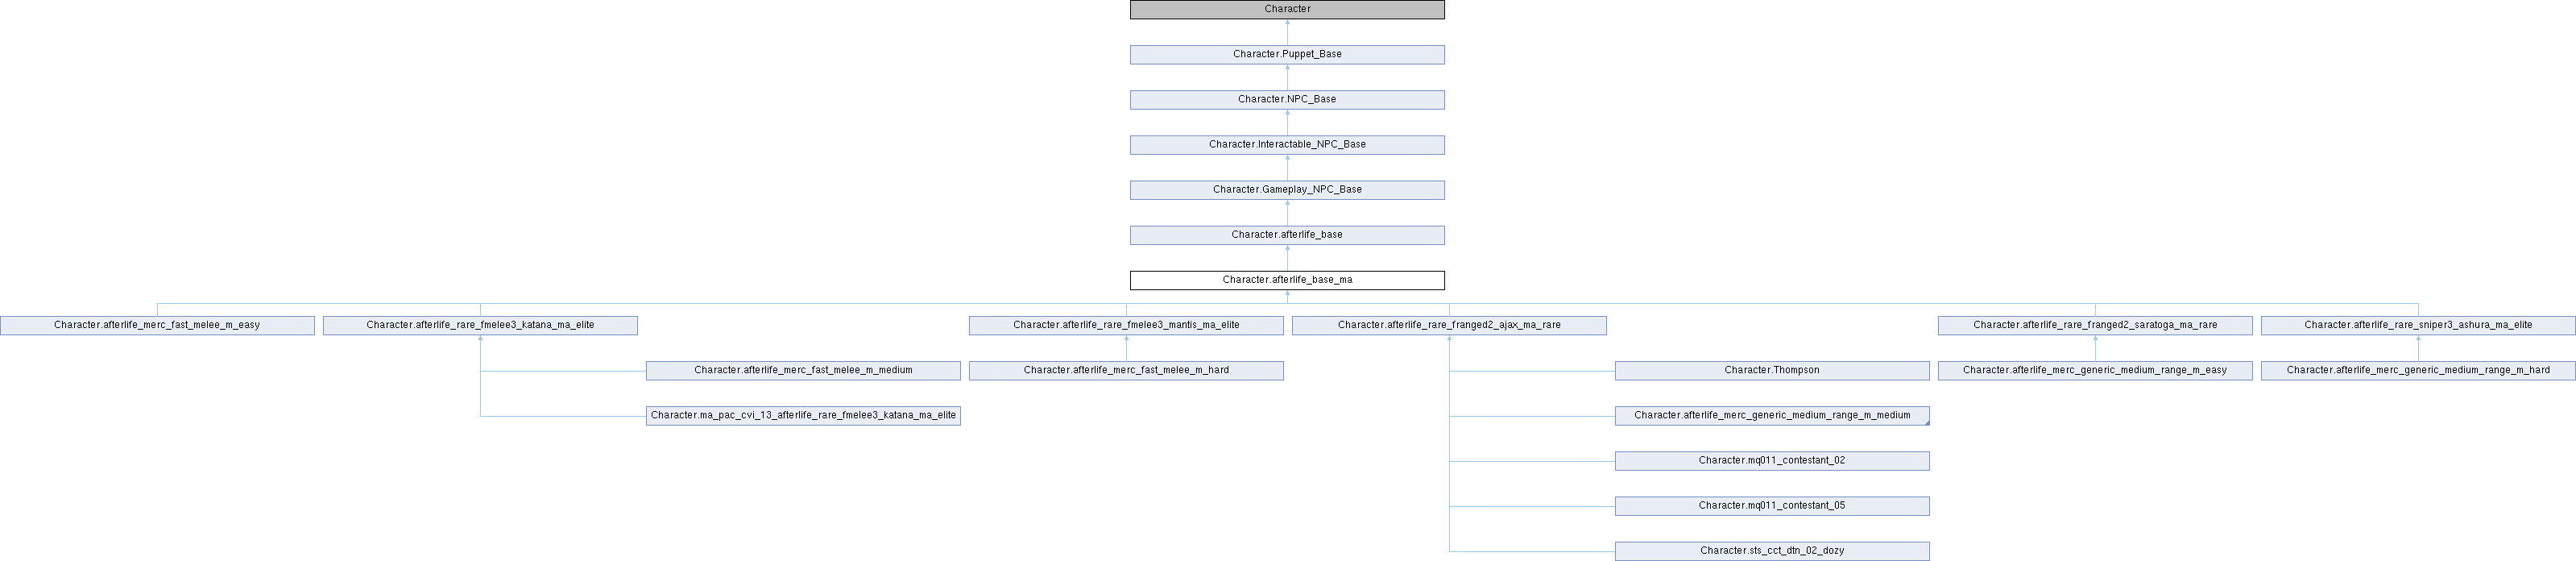 Character
Character.Puppet_Base
Character.NPC_Base
Character.Interactable_NPC_Base
Character.Gameplay_NPC_Base
Character.afterlife_base
Character.afterlife_base_ma
Character.afterlife_merc_fast_melee_m_easy
Character.afterlife_rare_fmelee3_katana_ma_elite
Character.afterlife_rare_fmelee3_mantis_ma_elite
Character.afterlife_rare_franged2_ajax_ma_rare
Character.afterlife_rare_franged2_saratoga_ma_rare
Character.afterlife_rare_sniper3_ashura_ma_elite
Character.afterlife_merc_fast_melee_m_medium
Character.afterlife_merc_fast_melee_m_hard
Character.Thompson
Character.afterlife_merc_generic_medium_range_m_easy
Character.afterlife_merc_generic_medium_range_m_hard
Character.ma_pac_cvi_13_afterlife_rare_fmelee3_katana_ma_elite
Character.afterlife_merc_generic_medium_range_m_medium
Character.mq011_contestant_02
Character.mq011_contestant_05
Character.sts_cct_dtn_02_dozy